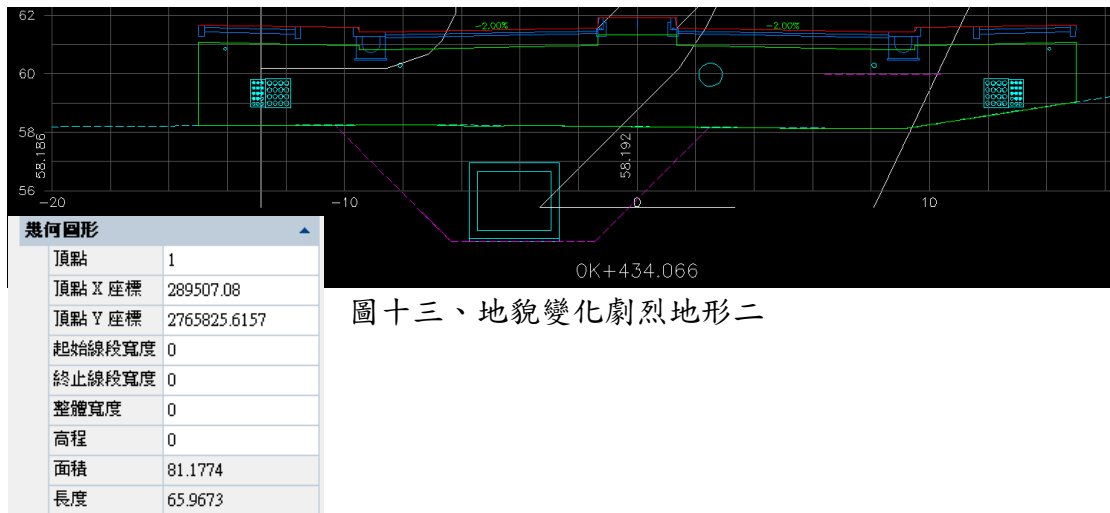 62
-2.00%
-2.00%
60
58
58.186
58.192
56
-20
-10
0
10
0K+434.066
幾何圖形
頂點 1
頂點 X 座標 289507.08
頂點 Y 座標 2765825.6157
起始線段寬度 0
終止線段寬度 0
整體寬度 0
高程 0
面積 81.1774
長度 65.9673
圖十三、地貌變化劇烈地形二